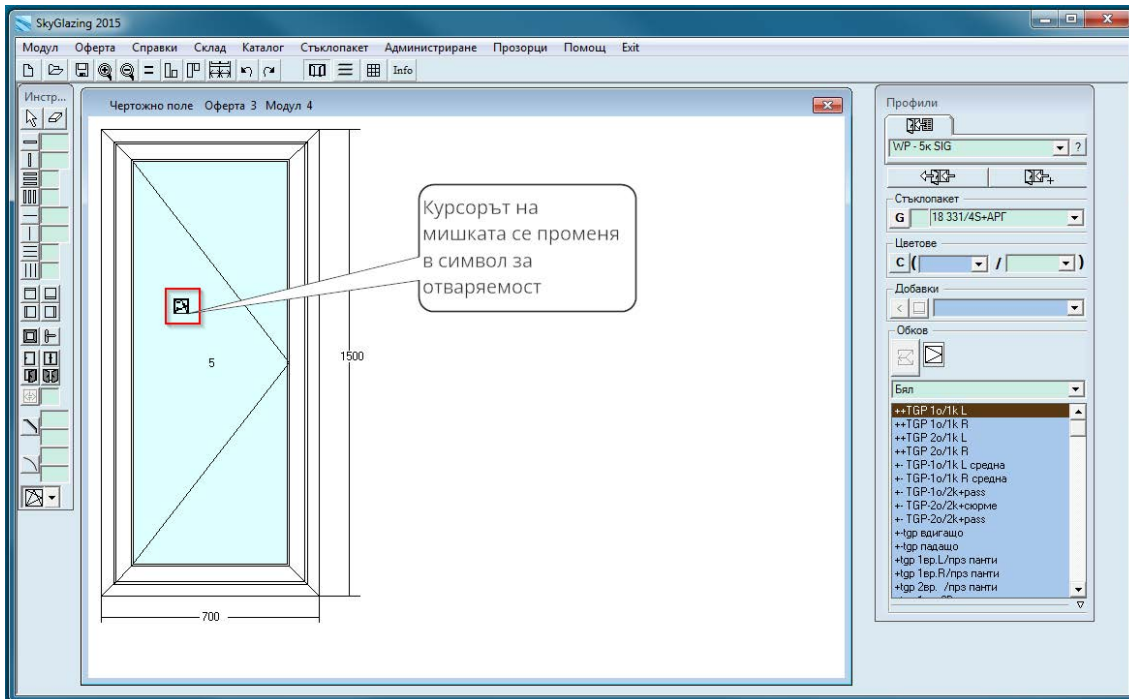 SkyGlazing 2015
Модул Оферта Справки Склад Каталог Стъклопакет Администриране Прозорци Помощ Exit
Info
Инстр...
Чертожно поле Оферта 3 Модул 4
Курсорът на
мишката се променя
в символ за
отваряемост
5
1500
700
Профили
WP - 5к SIG
?
Стъклопакет
G 18 331/4S+АРГ
Цветове
C ( / )
Добавки
<
Обков
Бял
++TGP 1o/1k L
++TGP 1o/1k R
++TGP 2o/1k L
++TGP 2o/1k R
+- TGP-1o/1k L средна
+- TGP-1o/1k R средна
+- TGP-1o/2k+pass
+- TGP-2o/2k+сюрме
+- TGP-2o/2k+pass
+-tgp вдигащо
+-tgp падащо
+tgp 1вр.L/прз панти
+tgp 1вр.R/прз панти
+tgp 2вр. /прз панти